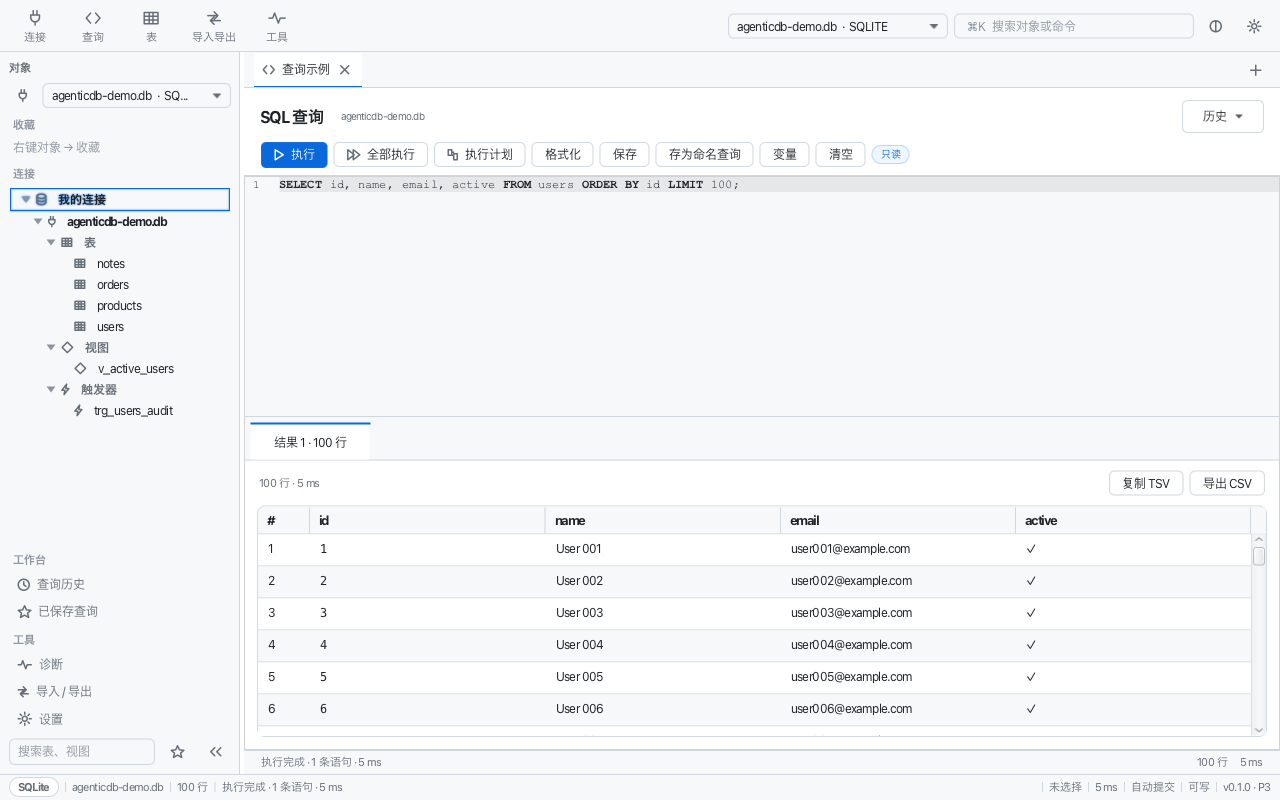 连接 查询 表 导入导出 工具
agenticdb-demo.db · SQLITE
⌘K 搜索对象或命令
对象
agenticdb-demo.db · SQ...
收藏
右键对象 → 收藏
连接
我的连接
agenticdb-demo.db
表
notes
orders
products
users
视图
v_active_users
触发器
trg_users_audit
工作台
查询历史
已保存查询
工具
诊断
导入 / 导出
设置
搜索表、视图
查询示例
SQL 查询 agenticdb-demo.db 历史
执行 全部执行 执行计划 格式化 保存 存为命名查询 变量 清空 只读
1 SELECT id, name, email, active FROM users ORDER BY id LIMIT 100;
结果 1 · 100 行
100 行 · 5 ms 复制 TSV 导出 CSV
# id name email active
1 1 User 001 user001@example.com ✓
2 2 User 002 user002@example.com ✓
3 3 User 003 user003@example.com ✓
4 4 User 004 user004@example.com ✓
5 5 User 005 user005@example.com ✓
6 6 User 006 user006@example.com ✓
执行完成 · 1 条语句 · 5 ms 100 行 5 ms
SQLite agenticdb-demo.db 100 行 执行完成 · 1 条语句 · 5 ms 未选择 5 ms 自动提交 可写 v0.1.0 · P3